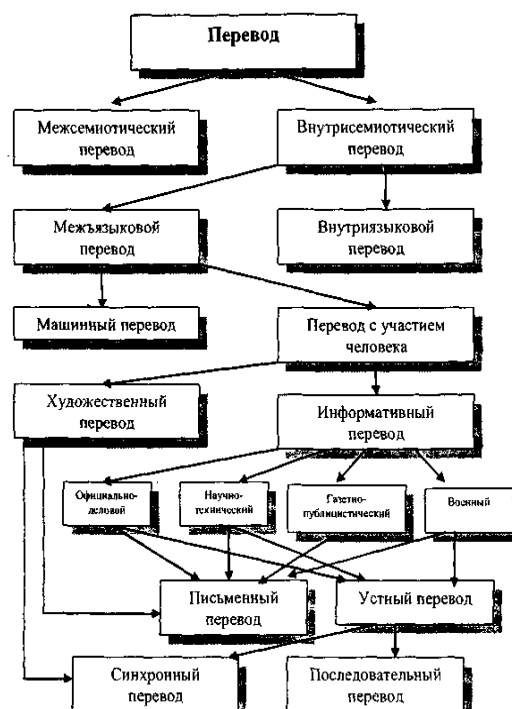 Перевод
Межсемиотический
перевод
Внутрисемиотический
перевод
Межъязыковой
перевод
Внутриязыковой
перевод
Машинный перевод
Перевод с участием
человека
Художественный
перевод
Информативный
перевод
Официально-
деловой
Научно-
технический
Газетно-
публицистический
Военный
Письменный
перевод
Устный перевод
Синхронный
перевод
Последовательный
перевод